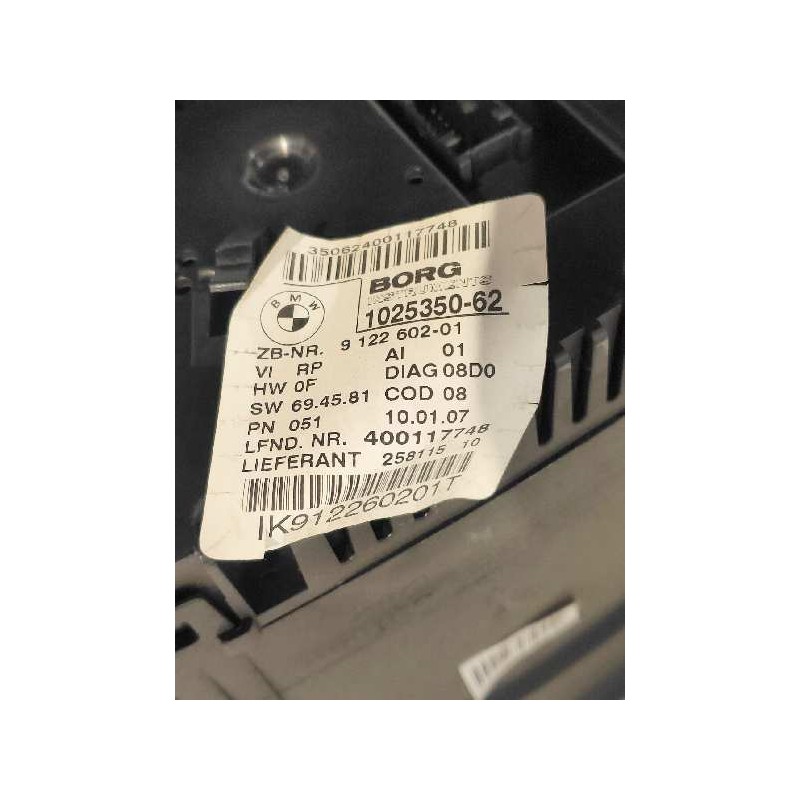 35062400117748
BMW
BORG
INSTRUMENTS
1025350-62
ZB-NR. 9 122 602-01
VI RP AI 01
HW 0F DIAG 08D0
SW 69.45.81 COD 08
PN 051 10.01.07
LFND. NR. 400117748
LIEFERANT 258115 10
IK912260201T